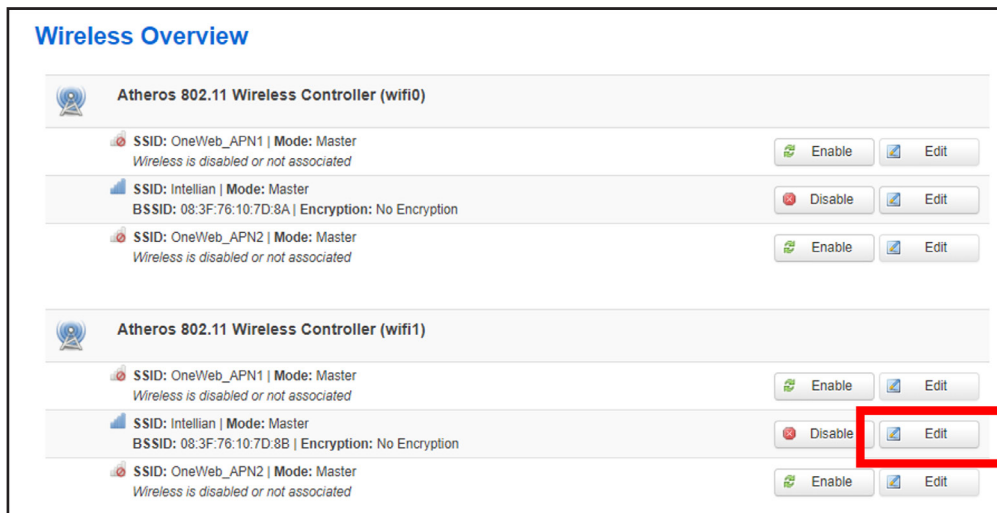 Wireless Overview
Atheros 802.11 Wireless Controller (wifi0)
SSID: OneWeb_APN1 | Mode: Master
Wireless is disabled or not associated
Enable Edit
SSID: Intellian | Mode: Master
BSSID: 08:3F:76:10:7D:8A | Encryption: No Encryption
Disable Edit
SSID: OneWeb_APN2 | Mode: Master
Wireless is disabled or not associated
Enable Edit
Atheros 802.11 Wireless Controller (wifi1)
SSID: OneWeb_APN1 | Mode: Master
Wireless is disabled or not associated
Enable Edit
SSID: Intellian | Mode: Master
BSSID: 08:3F:76:10:7D:8B | Encryption: No Encryption
Disable Edit
SSID: OneWeb_APN2 | Mode: Master
Wireless is disabled or not associated
Enable Edit